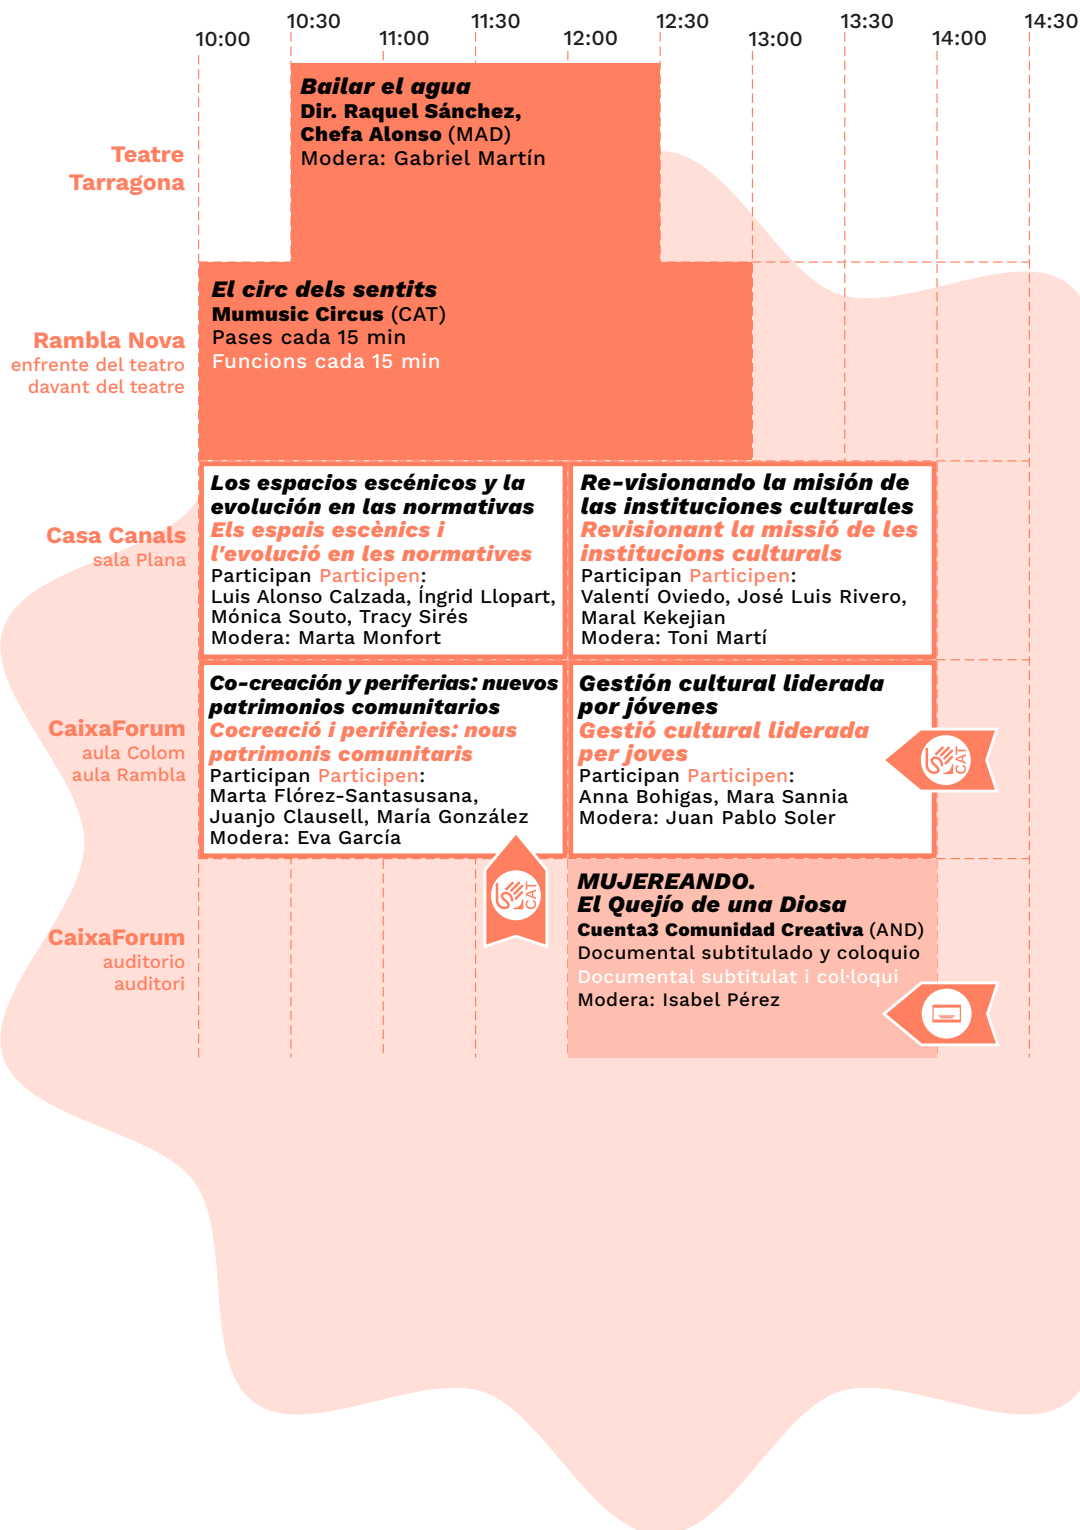 10:00
10:30
11:00
11:30
12:00
12:30
13:00
13:30
14:00
14:30
Teatre
Tarragona
Bailar el agua
Dir. Raquel Sánchez,
Chefa Alonso (MAD)
Modera: Gabriel Martín
Rambla Nova
enfrente del teatro
davant del teatre
El circ dels sentits
Mumusic Circus (CAT)
Pases cada 15 min
Funcions cada 15 min
Casa Canals
sala Plana
Los espacios escénicos y la
evolución en las normativas
Els espais escènics i
l'evolució en les normatives
Participan Participen:
Luis Alonso Calzada, Íngrid Llopart,
Mónica Souto, Tracy Sirés
Modera: Marta Monfort
Re-visionando la misión de
las instituciones culturales
Revisionant la missió de les
institucions culturals
Participan Participen:
Valentí Oviedo, José Luis Rivero,
Maral Kekejian
Modera: Toni Martí
CaixaForum
aula Colom
aula Rambla
Co-creación y periferias: nuevos
patrimonios comunitarios
Cocreació i perifèries: nous
patrimonis comunitaris
Participan Participen:
Marta Flórez-Santasusana,
Juanjo Clausell, María González
Modera: Eva García
CAT
Gestión cultural liderada
por jóvenes
Gestió cultural liderada
per joves
Participan Participen:
Anna Bohigas, Mara Sannia
Modera: Juan Pablo Soler
CAT
CaixaForum
auditorio
auditori
MUJEREANDO.
El Quejío de una Diosa
Cuenta3 Comunidad Creativa (AND)
Documental subtitulado y coloquio
Documental subtitulat i col·loqui
Modera: Isabel Pérez